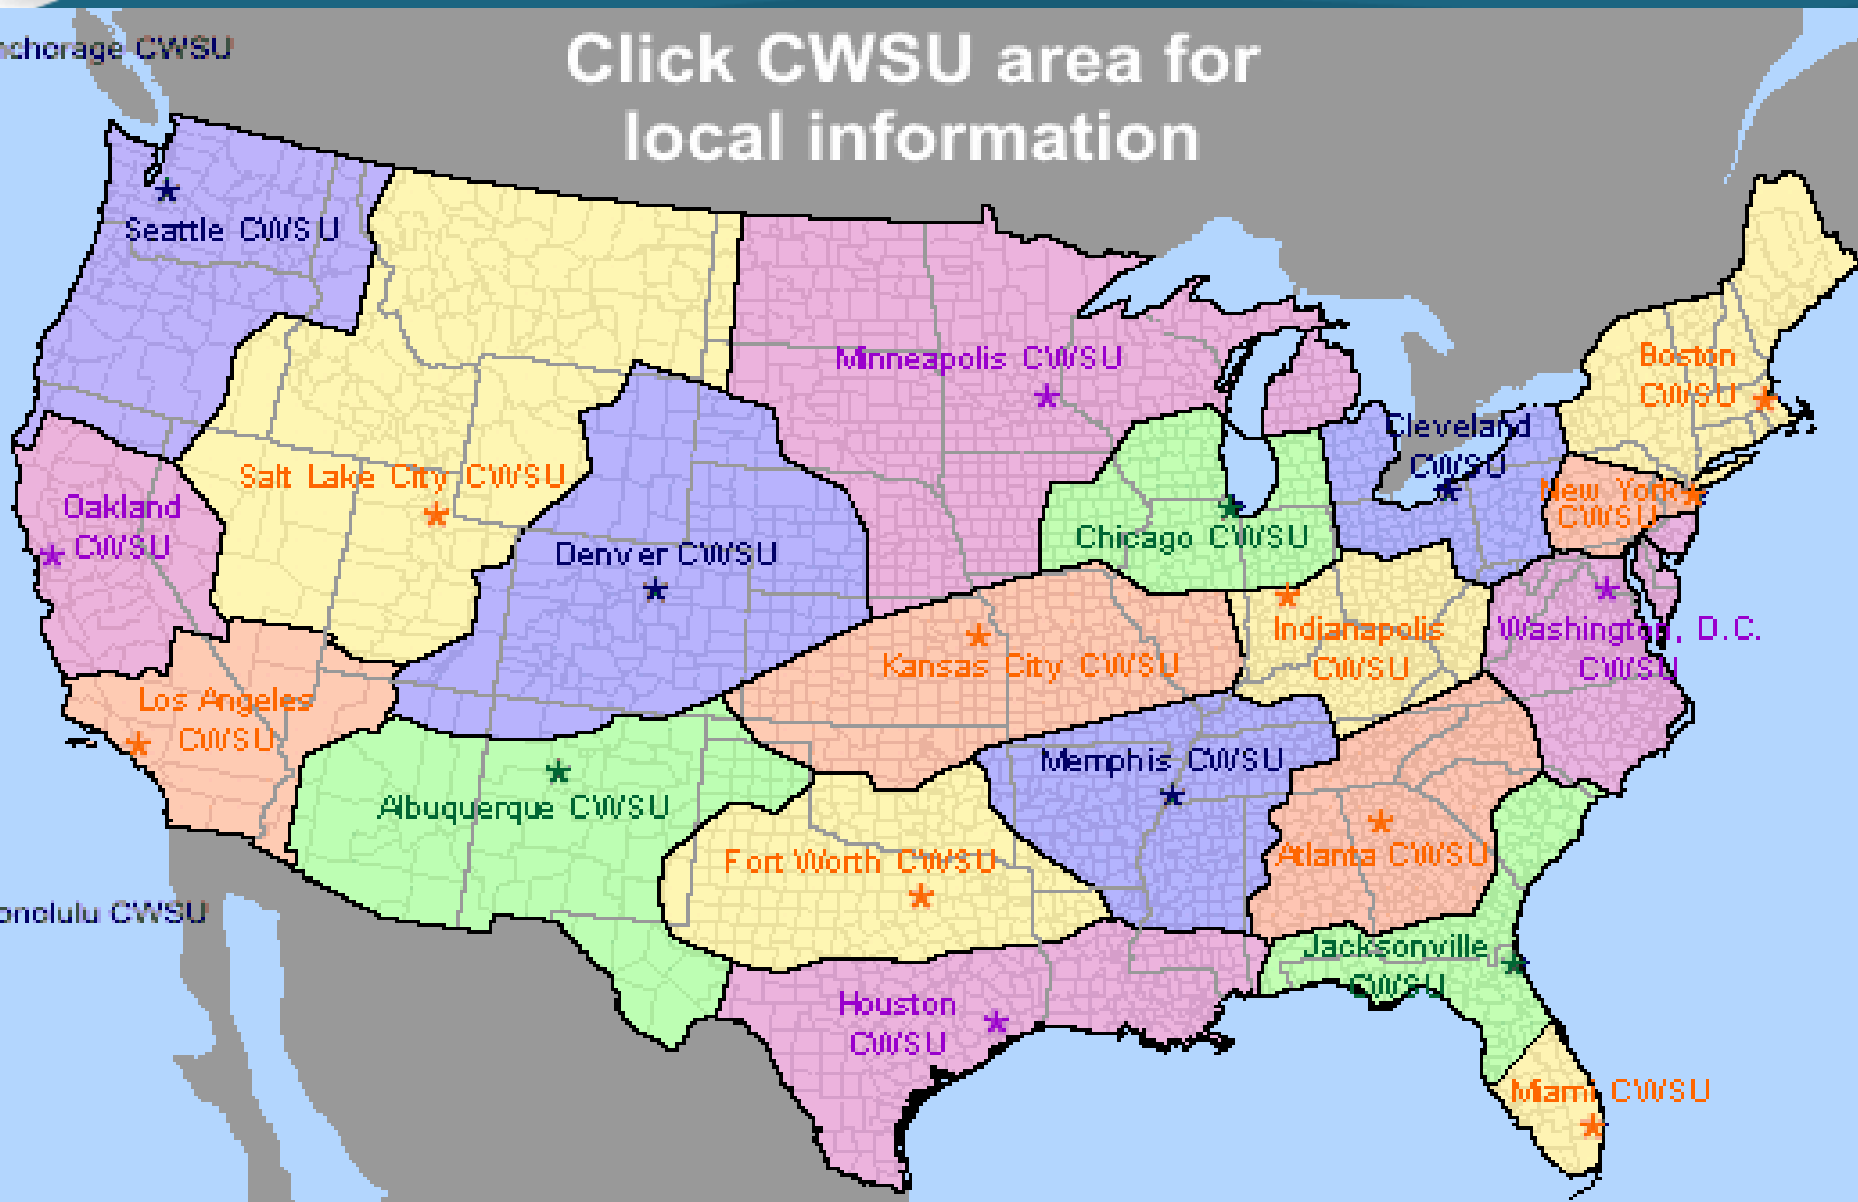 nchorage CWSU
Click CWSU area for
local information
Seattle CWSU
Minneapolis CWSU
Boston
CWSU
Cleveland
CWSU
Salt Lake City CWSU
New York
CWSU
Oakland
CWSU
Chicago CWSU
Denver CWSU
Indianapolis
CWSU
Washington, D.C.
CWSU
Kansas City CWSU
Los Angeles
CWSU
Memphis CWSU
Albuquerque CWSU
Fort Worth CWSU
Atlanta CWSU
onolulu CWSU
Jacksonville
CWSU
Houston
CWSU
Miami CWSU